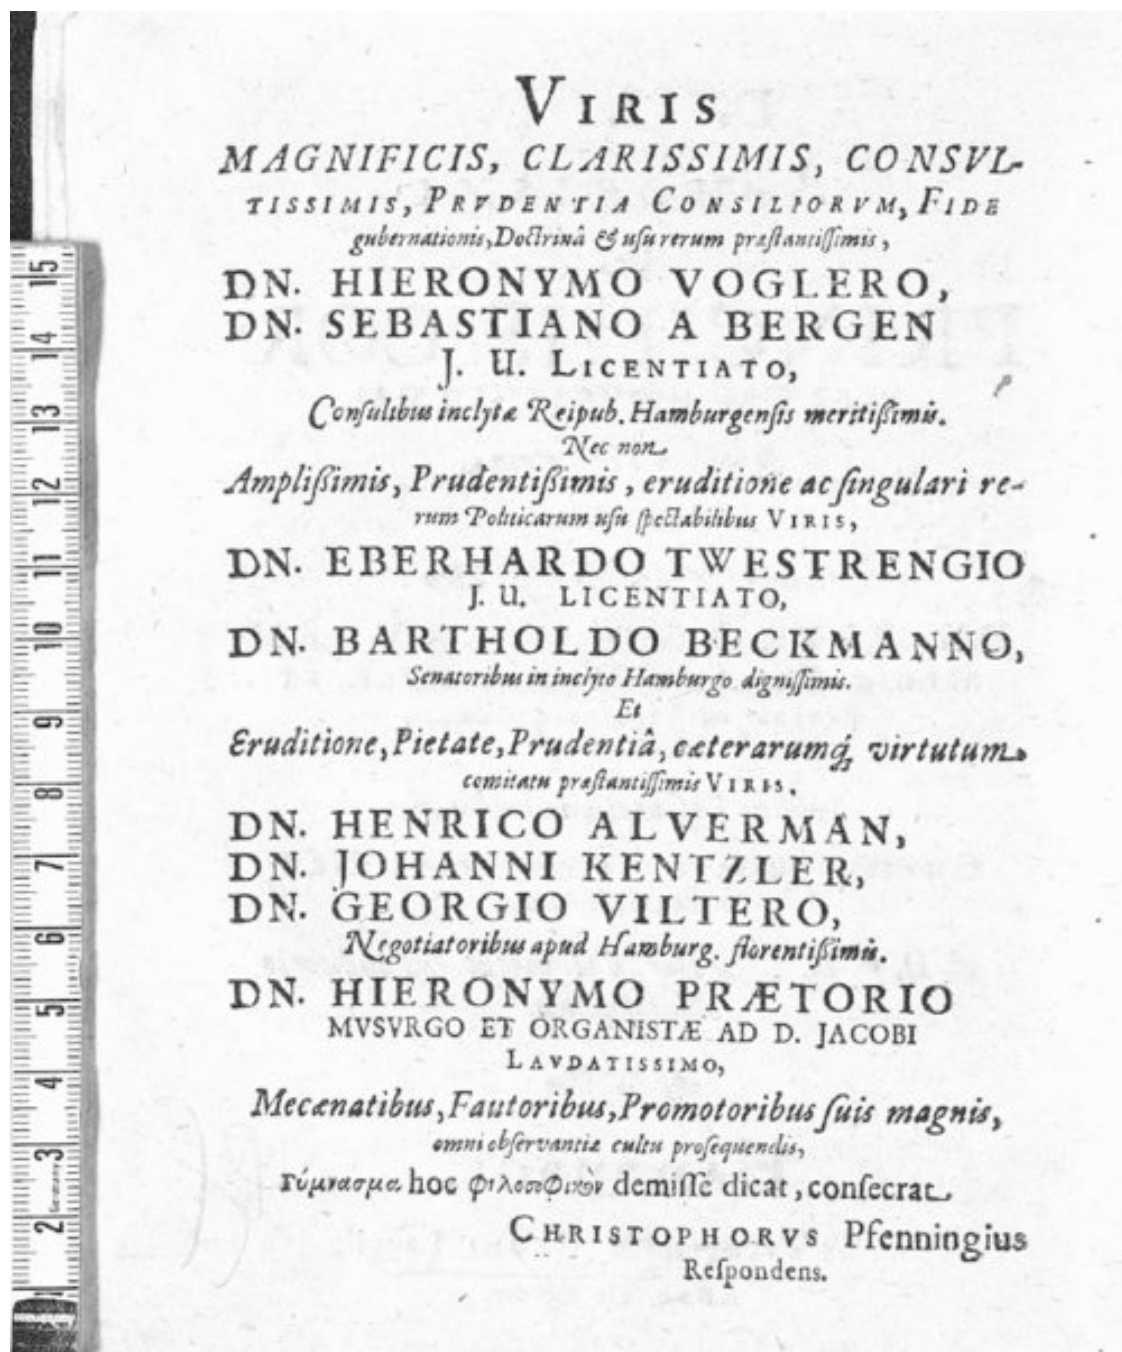 VIRIS
MAGNIFICIS, CLARISSIMIS, CONSVL-
TISSIMIS, PRVDENTIA CONSILIORVM, FIDE
gubernationis, Doctrinâ & usu rerum præstantissimis,
DN. HIERONYMO VOGLERO,
DN. SEBASTIANO A BERGEN
J. U. LICENTIATO,
Consulibus inclytæ Reipub. Hamburgensis meritißimis.
Nec non
Amplißimis, Prudentißimis, eruditione ac singulari re-
rum Politicarum usu spectabilibus VIRIS,
DN. EBERHARDO TWESTRENGIO
J. U. LICENTIATO,
DN. BARTHOLDO BECKMANNO,
Senatoribus in inclyto Hamburgo dignissimis.
Et
Eruditione, Pietate, Prudentiâ, cæterarumq́; virtutum
comitatu præstantissimis VIRIS,
DN. HENRICO ALVERMAN,
DN. JOHANNI KENTZLER,
DN. GEORGIO VILTERO,
Negotiatoribus apud Hamburg. florentißimis.
DN. HIERONYMO PRÆTORIO
MVSVRGO ET ORGANISTÆ AD D. JACOBI
LAVDATISSIMO,
Mecænatibus, Fautoribus, Promotoribus suis magnis,
omni observantiæ cultu prosequendis,
Γύμνασμα hoc φιλοσοφικὸν demissè dicat, consecrat
CHRISTOPHORVS Pfenningius
Respondens.
15
14
13
12
11
10
9
8
7
6
5
4
3
2
1